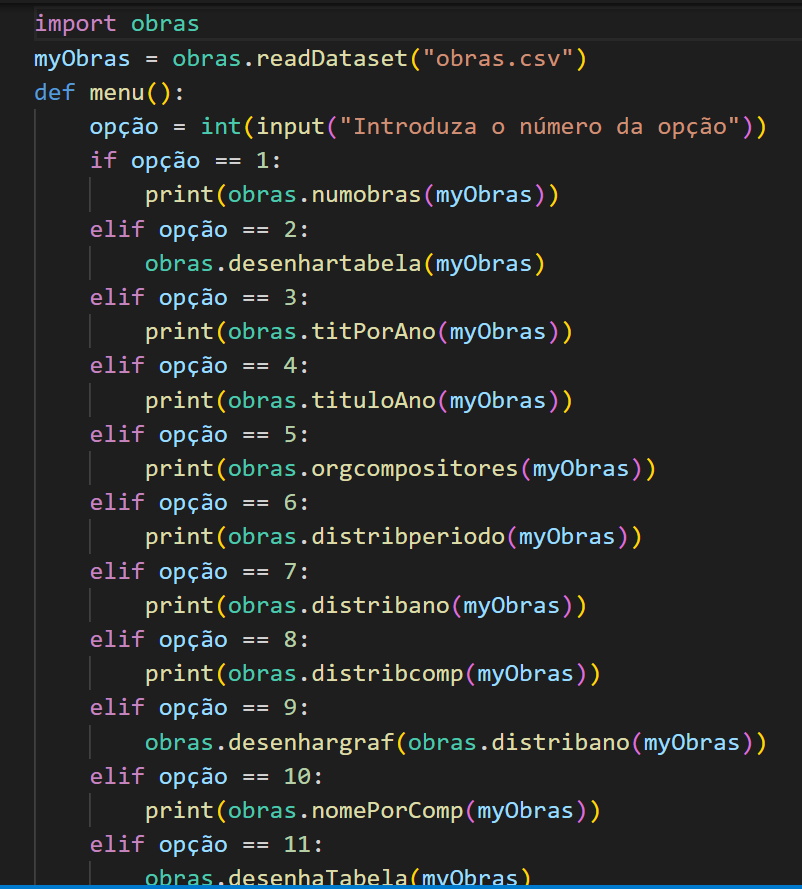 import obras
myObras = obras.readDataset("obras.csv")
def menu():
    opção = int(input("Introduza o número da opção"))
    if opção == 1:
        print(obras.numobras(myObras))
    elif opção == 2:
        obras.desenhartabela(myObras)
    elif opção == 3:
        print(obras.titPorAno(myObras))
    elif opção == 4:
        print(obras.tituloAno(myObras))
    elif opção == 5:
        print(obras.orgcompositores(myObras))
    elif opção == 6:
        print(obras.distribperiodo(myObras))
    elif opção == 7:
        print(obras.distribano(myObras))
    elif opção == 8:
        print(obras.distribcomp(myObras))
    elif opção == 9:
        obras.desenhargraf(obras.distribano(myObras))
    elif opção == 10:
        print(obras.nomePorComp(myObras))
    elif opção == 11:
        obras.desenhaTabela(myObras)